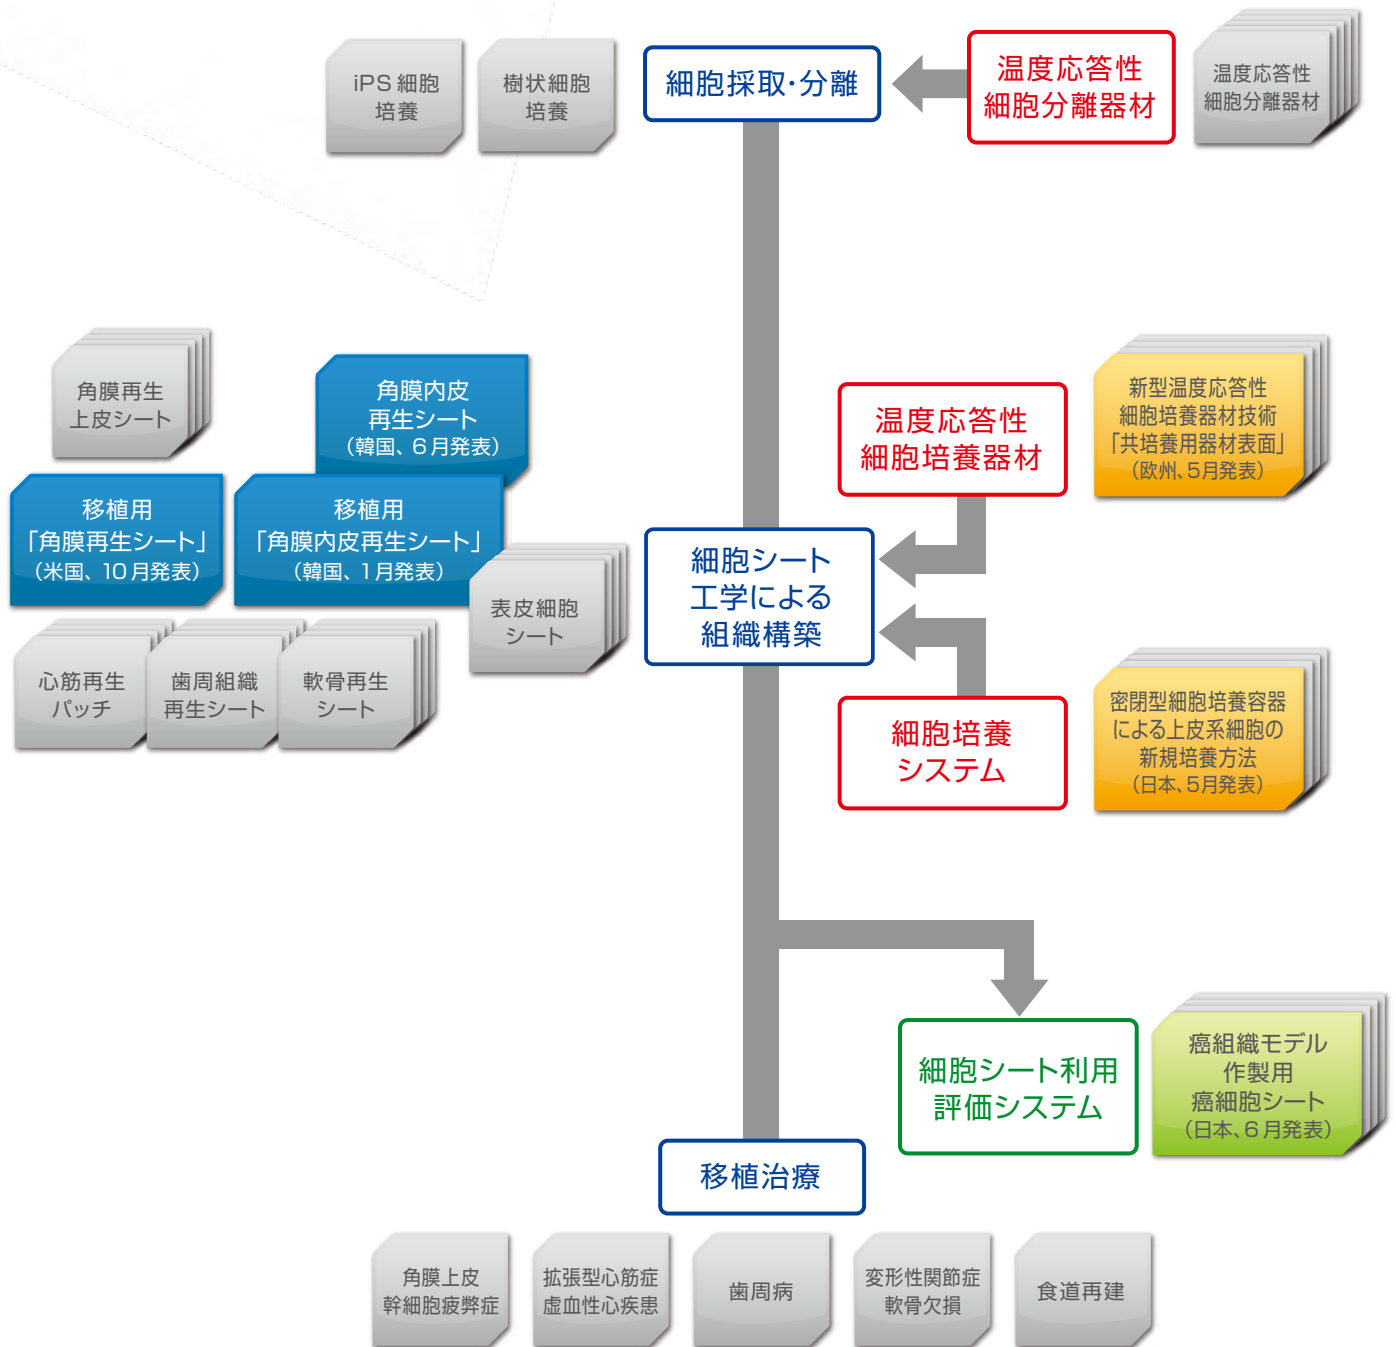 iPS細胞
培養
樹状細胞
培養
細胞採取・分離
温度応答性
細胞分離器材
温度応答性
細胞分離器材
角膜再生
上皮シート
角膜内皮
再生シート
（韓国、6月発表）
移植用
「角膜再生シート」
（米国、10月発表）
移植用
「角膜内皮再生シート」
（韓国、1月発表）
表皮細胞
シート
心筋再生
パッチ
歯周組織
再生シート
軟骨再生
シート
温度応答性
細胞培養器材
新型温度応答性
細胞培養器材技術
「共培養用器材表面」
（欧州、5月発表）
細胞シート
工学による
組織構築
細胞培養
システム
密閉型細胞培養容器
による上皮系細胞の
新規培養方法
（日本、5月発表）
細胞シート利用
評価システム
癌組織モデル
作製用
癌細胞シート
（日本、6月発表）
移植治療
角膜上皮
幹細胞疲弊症
拡張型心筋症
虚血性心疾患
歯周病
変形性関節症
軟骨欠損
食道再建